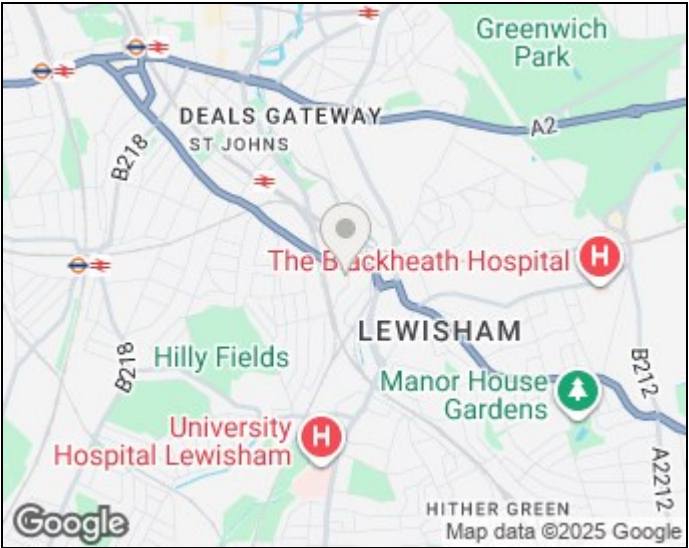 Greenwich
Park
DEALS GATEWAY
A2
ST JOHNS
B218
The Blackheath Hospital
H
LEWISHAM
Hilly Fields
B218
B212
Manor House
Gardens
University
Hospital Lewisham
H
A2212
HITHER GREEN
Google
Map data ©2025 Google